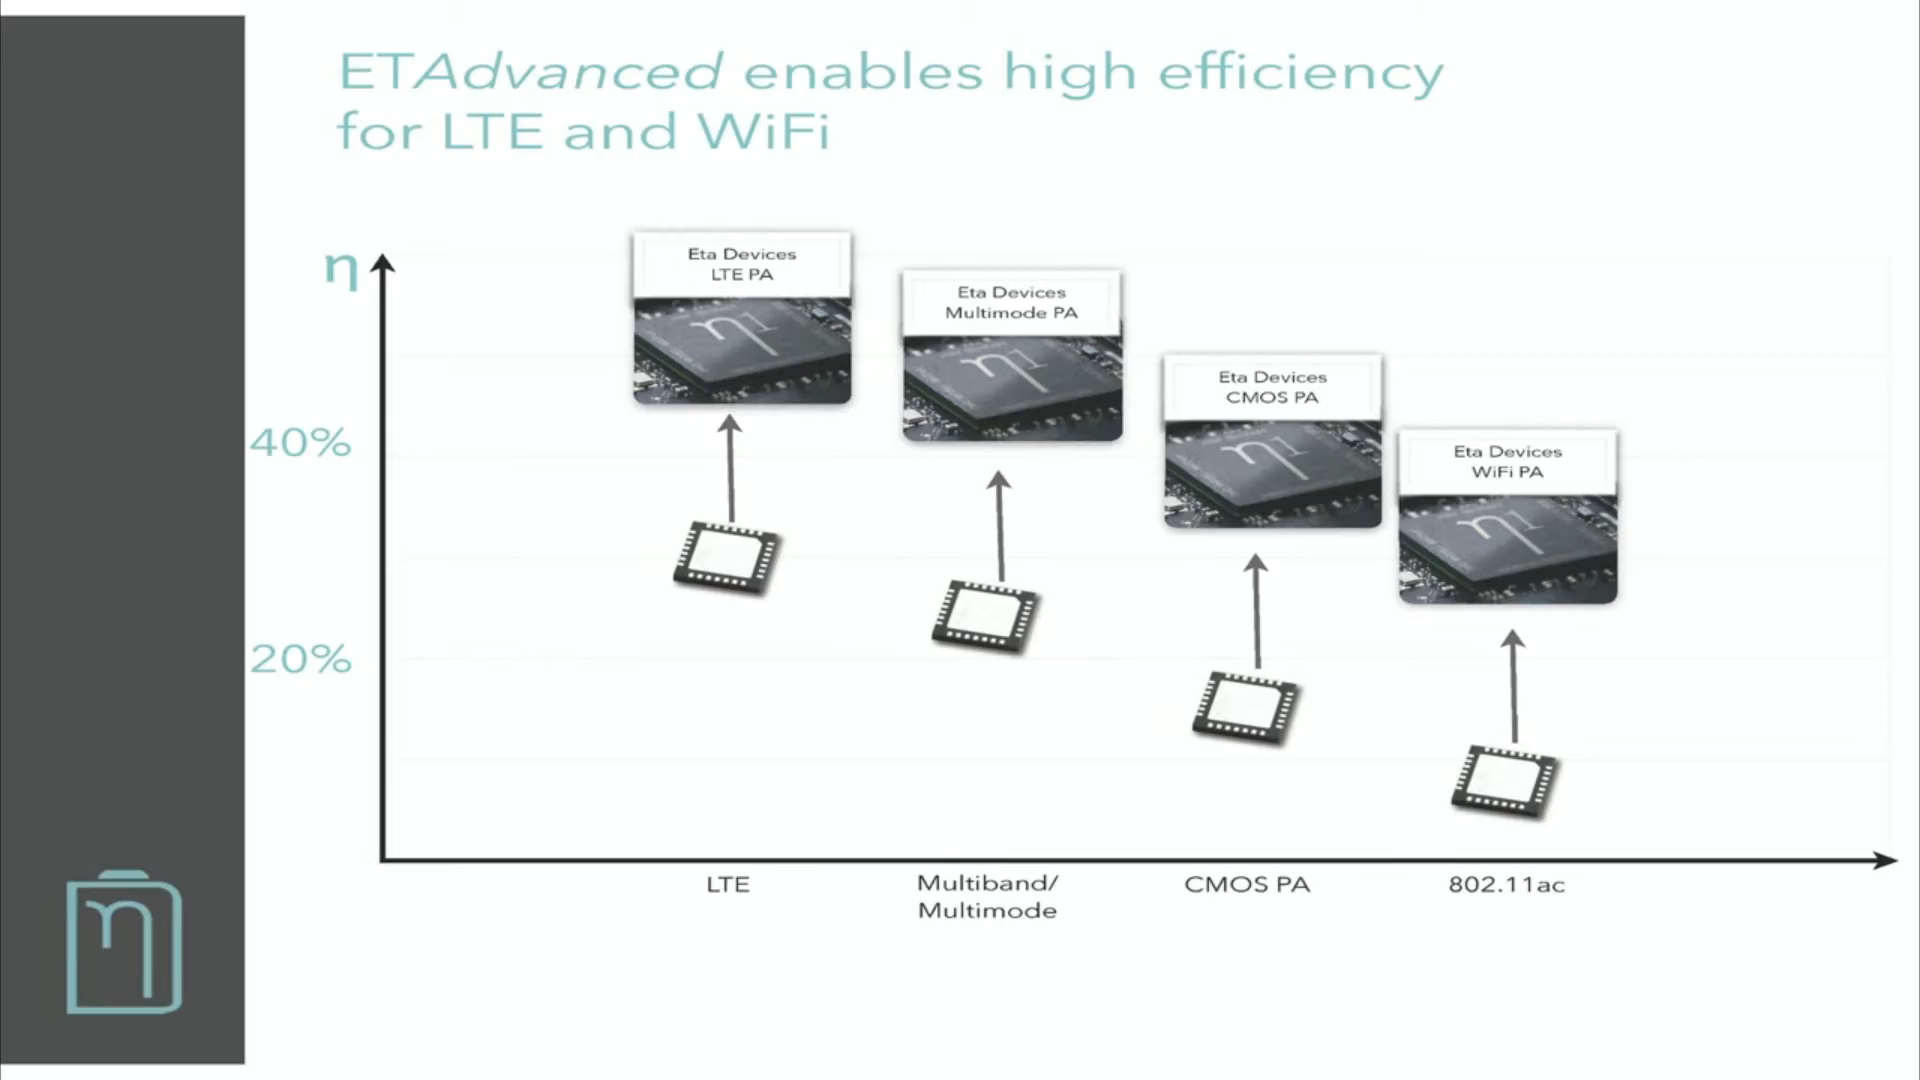 ETAdvanced enables high efficiency
for LTE and WiFi
η
Eta Devices
LTE PA
Eta Devices
Multimode PA
Eta Devices
CMOS PA
Eta Devices
WiFi PA
40%
20%
LTE
Multiband/
Multimode
CMOS PA
802.11ac
η